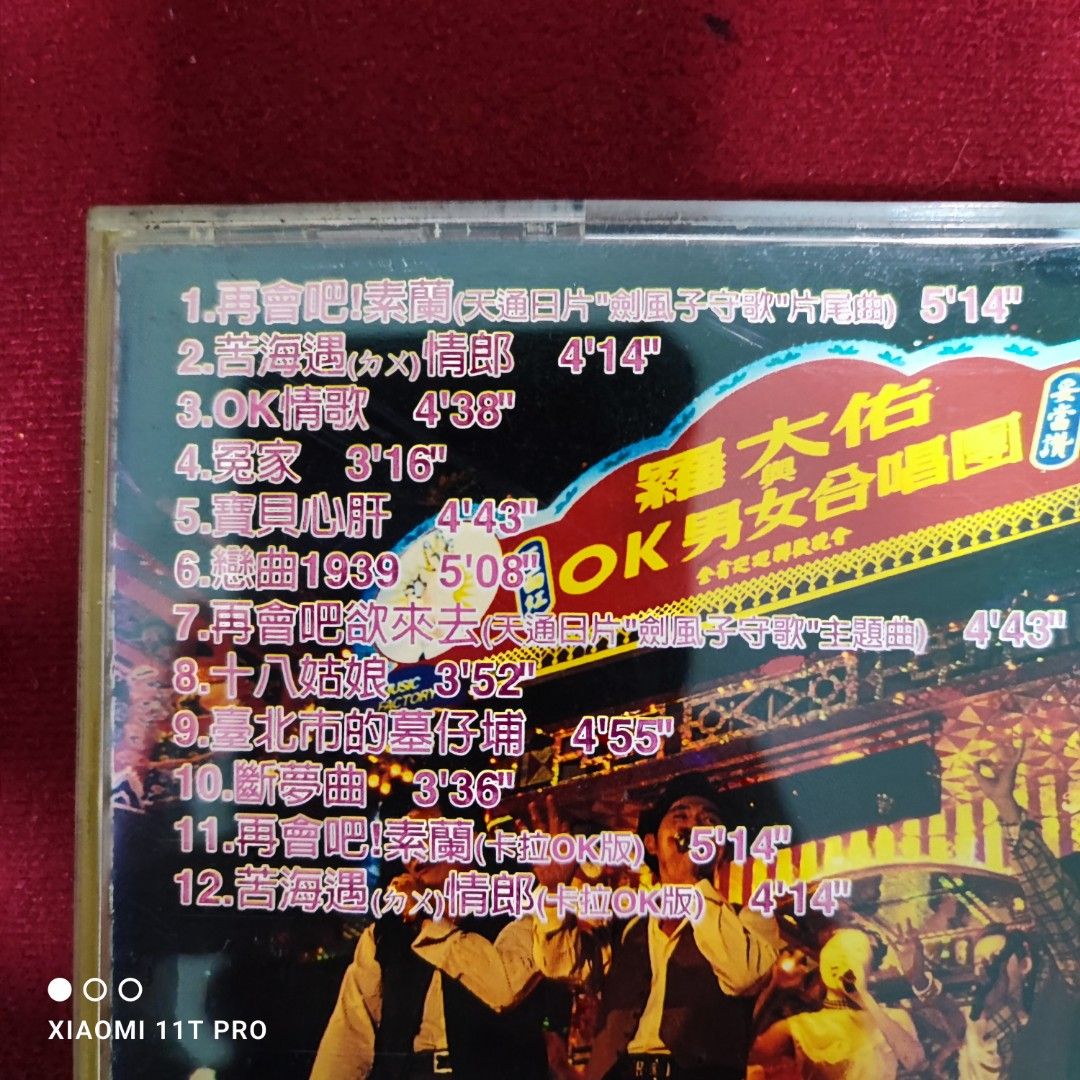 1.再會吧!素蘭(天通日片"劍風子守歌"片尾曲) 5'14"
2.苦海遇(ㄉㄨ)情郎 4'14"
3.OK情歌 4'38"
4.冤家 3'16"
5.寶貝心肝 4'43"
6.戀曲1939 5'08"
7.再會吧欲來去(天通日片"劍風子守歌"主題曲) 4'43"
8.十八姑娘 3'52"
9.臺北市的墓仔埔 4'55"
10.斷夢曲 3'36"
11.再會吧!素蘭(卡拉OK版) 5'14"
12.苦海遇(ㄉㄨ)情郎(卡拉OK版) 4'14"
羅大佑
與
OK男女合唱團
MUSIC
FACTORY
XIAOMI 11T PRO